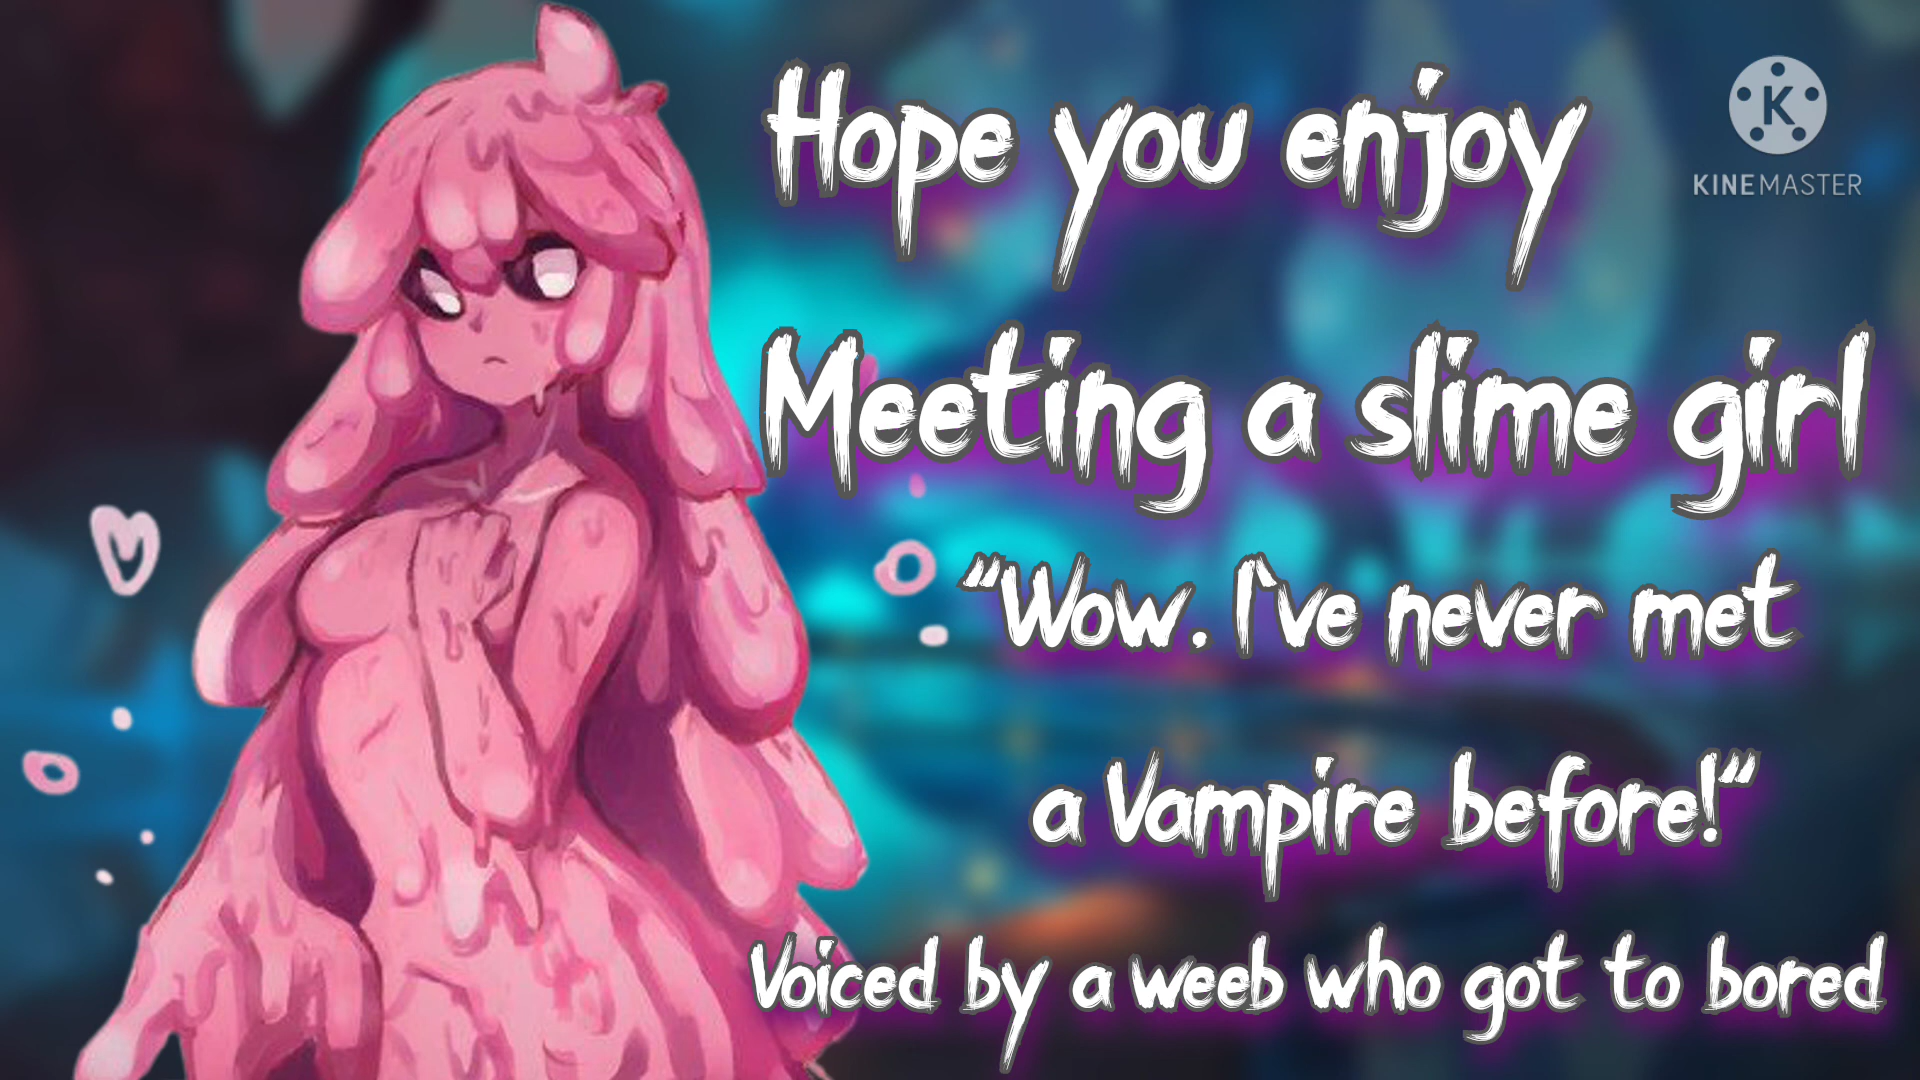 Hope you enjoy
K
KINEMASTER
Meeting a slime girl
"Wow. I`ve never met
a Vampire before!"
Voiced by a weeb who got to bored